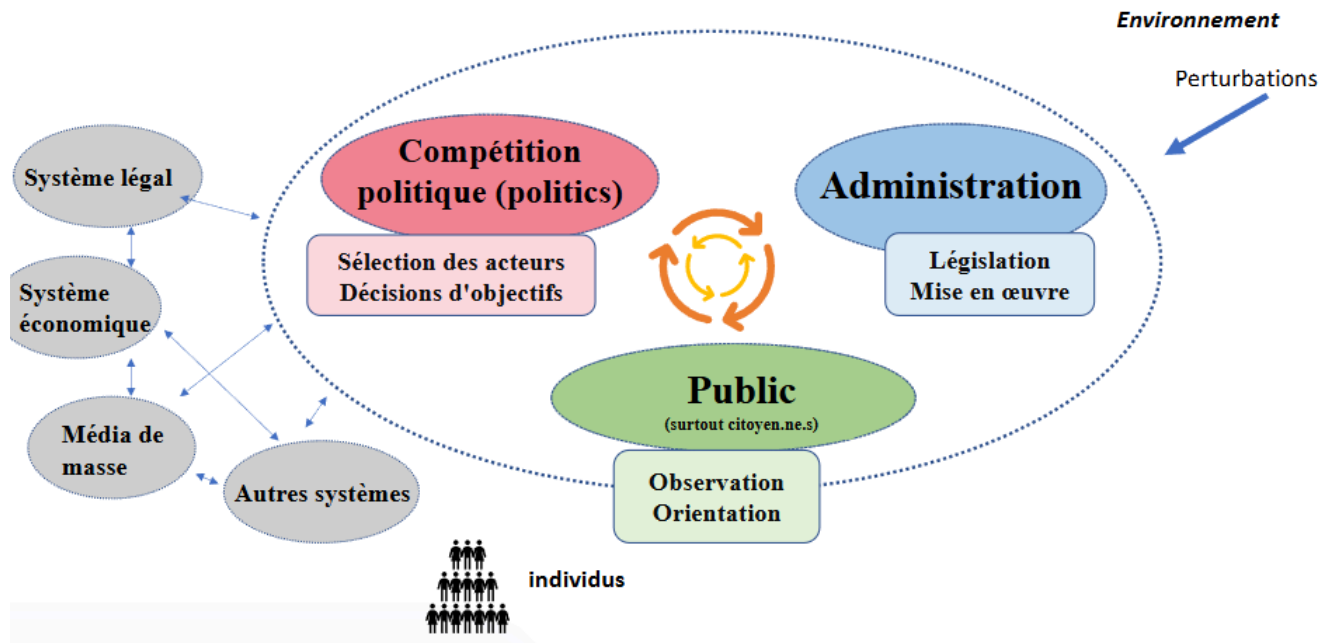 Environnement
Perturbations
Compétition
politique (politics)
Sélection des acteurs
Décisions d'objectifs
Administration
Législation
Mise en œuvre
Public
(surtout citoyen.ne.s)
Observation
Orientation
Système légal
Système
économique
Média de
masse
Autres systèmes
individus